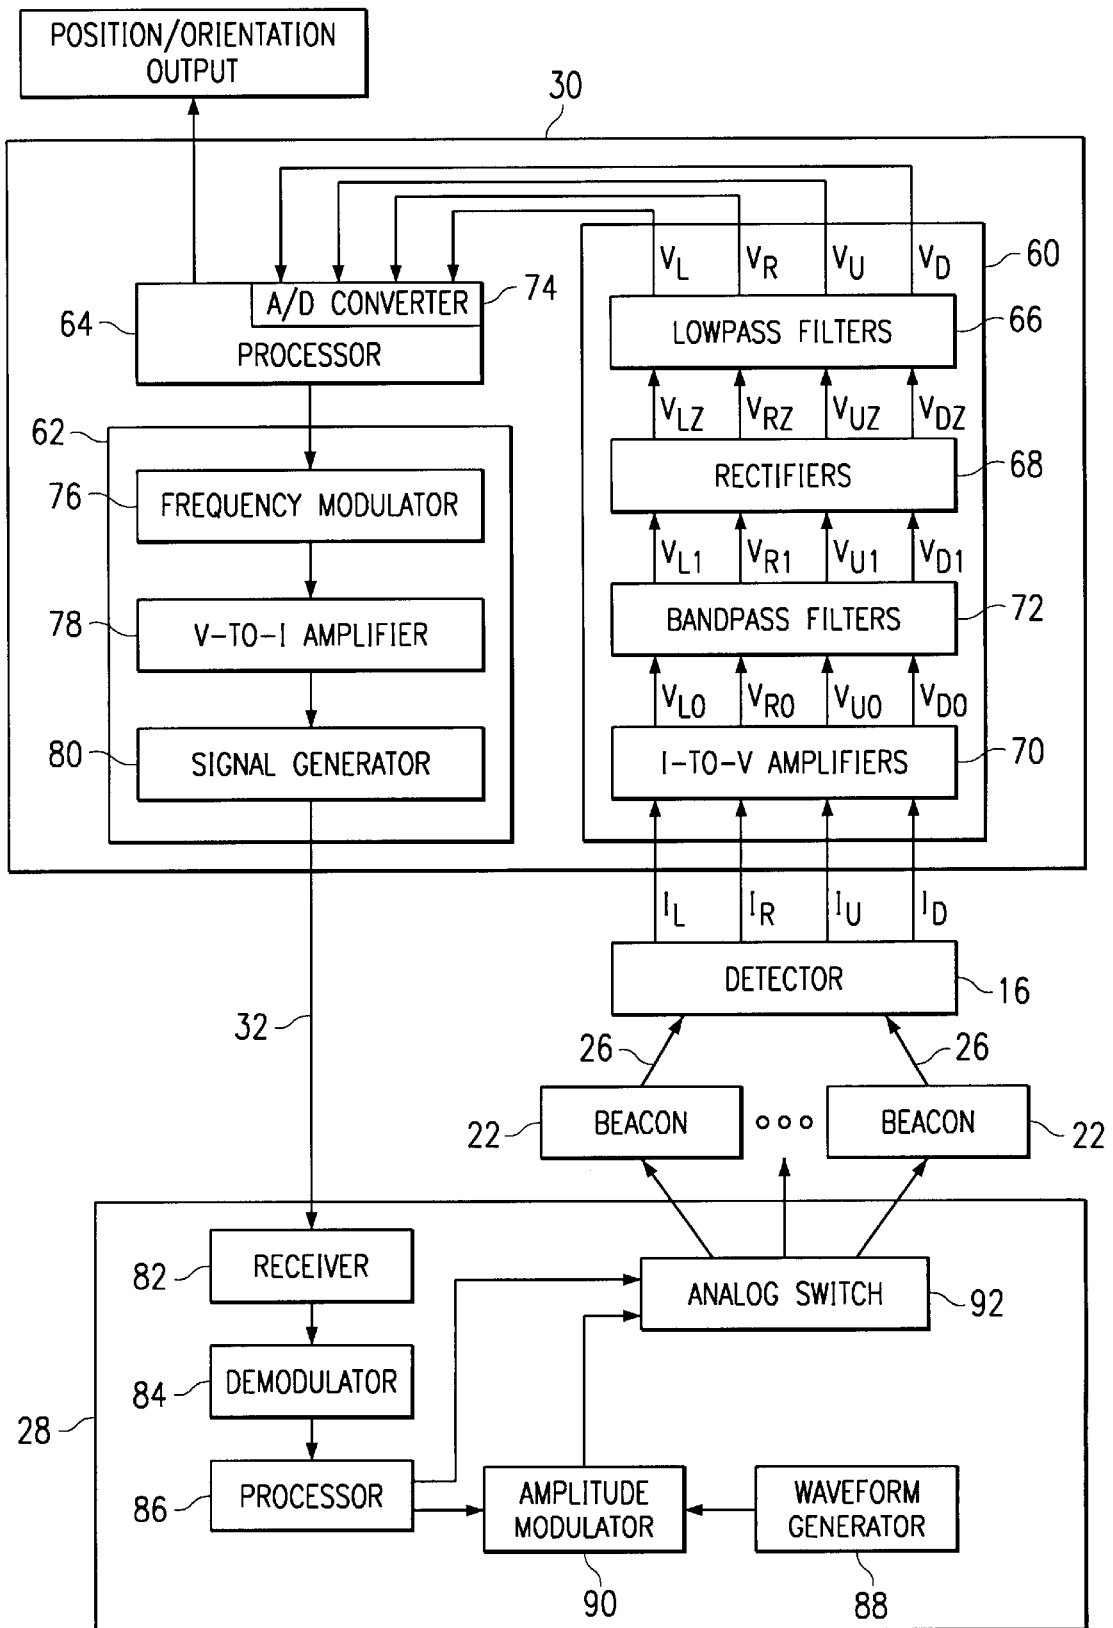 POSITION/ORIENTATION
OUTPUT
30
V_L V_R V_U V_D
60
A/D CONVERTER
74
64
PROCESSOR
LOWPASS FILTERS
66
V_LZ V_RZ V_UZ V_DZ
62
76
FREQUENCY MODULATOR
RECTIFIERS
68
V_L1 V_R1 V_U1 V_D1
78
V-TO-I AMPLIFIER
BANDPASS FILTERS
72
V_L0 V_R0 V_U0 V_D0
80
SIGNAL GENERATOR
I-TO-V AMPLIFIERS
70
I_L I_R I_U I_D
DETECTOR
16
32
26
26
22
BEACON
BEACON
22
82
RECEIVER
ANALOG SWITCH
92
84
DEMODULATOR
28
86
PROCESSOR
AMPLITUDE
MODULATOR
WAVEFORM
GENERATOR
90
88